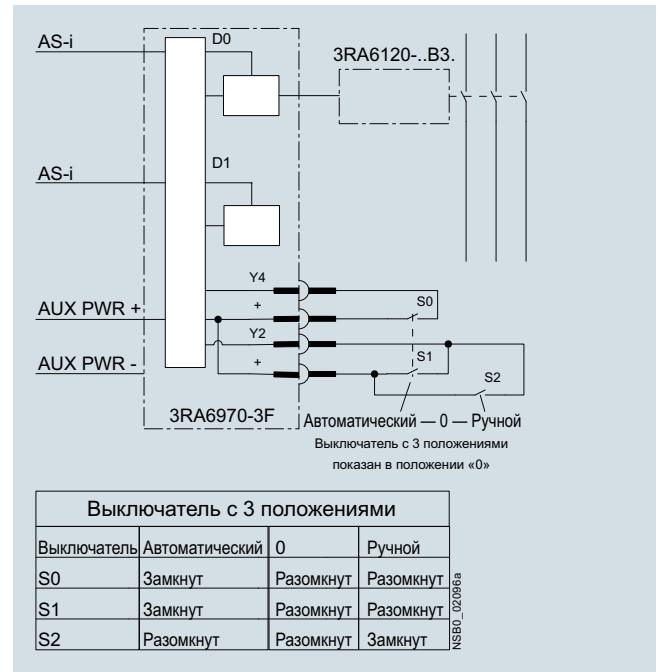 AS-i
D0
3RA6120-..B3.
AS-i
D1
Y4
+
S0
AUX PWR +
Y2
S1
AUX PWR -
+
S2
3RA6970-3F
Автоматический — 0 — Ручной
Выключатель с 3 положениями
показан в положении «0»
Выключатель с 3 положениями
Выключатель Автоматический 0 Ручной
S0 Замкнут Разомкнут Разомкнут
S1 Замкнут Разомкнут Разомкнут
S2 Разомкнут Разомкнут Замкнут
NSB0_02096a